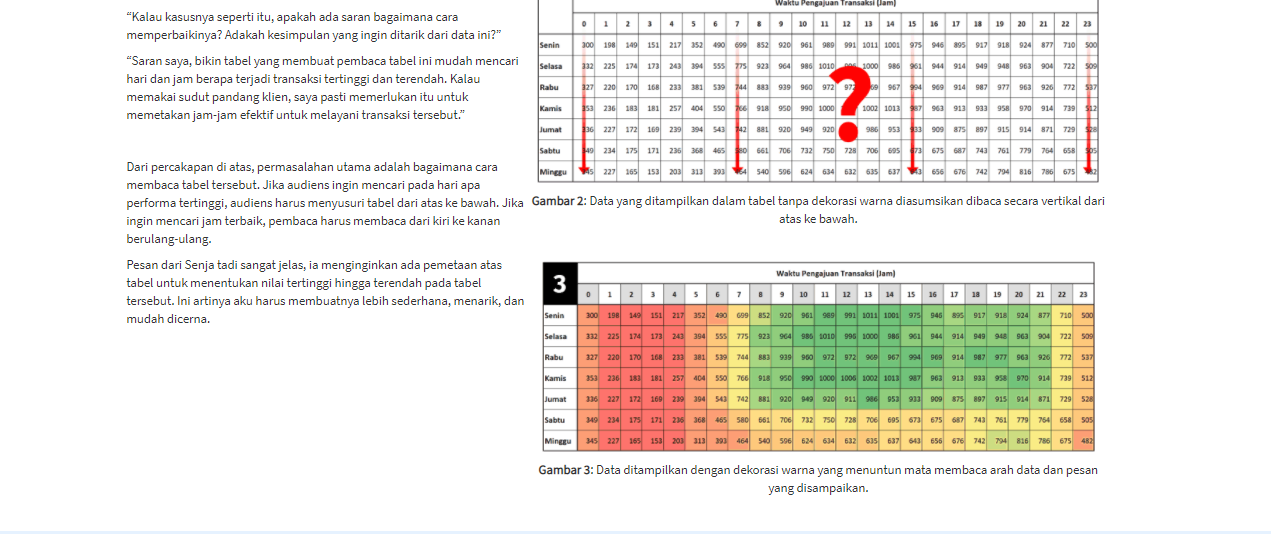 “Kalau kasusnya seperti itu, apakah ada saran bagaimana cara
memperbaikinya? Adakah kesimpulan yang ingin ditarik dari data ini?”
“Saran saya, bikin tabel yang membuat pembaca tabel ini mudah mencari
hari dan jam berapa terjadi transaksi tertinggi dan terendah. Kalau
memakai sudut pandang klien, saya pasti memerlukan itu untuk
memetakan jam-jam efektif untuk melayani transaksi tersebut.”
Dari percakapan di atas, permasalahan utama adalah bagaimana cara
membaca tabel tersebut. Jika audiens ingin mencari pada hari apa
performa tertinggi, audiens harus menyusuri tabel dari atas ke bawah. Jika
ingin mencari jam terbaik, pembaca harus membaca dari kiri ke kanan
berulang-ulang.
Pesan dari Senja tadi sangat jelas, ia menginginkan ada pemetaan atas
tabel untuk menentukan nilai tertinggi hingga terendah pada tabel
tersebut. Ini artinya aku harus membuatnya lebih sederhana, menarik, dan
mudah dicerna.
Waktu Pengajuan Transaksi (Jam)
0 1 2 3 4 5 6 7 8 9 10 11 12 13 14 15 16 17 18 19 20 21 22 23
Senin 300 198 149 151 217 352 490 699 852 920 961 989 991 1011 1001 975 946 895 917 918 924 877 710 500
Selasa 332 225 174 173 243 394 555 775 923 964 986 1010 1000 986 961 944 914 949 948 963 904 722 509
Rabu 327 220 170 168 233 381 539 744 883 939 960 972 967 994 969 914 987 977 963 926 772 537
Kamis 353 236 183 181 257 404 550 766 918 950 990 1000 1002 1013 987 963 913 933 958 970 914 739 512
Jumat 336 227 172 169 239 394 543 742 881 920 949 920 986 953 933 909 875 897 915 914 871 729 528
Sabtu 349 234 175 171 236 368 465 580 661 706 732 750 728 706 695 673 675 687 743 761 779 764 658 505
Minggu 227 165 153 203 313 393 540 596 624 634 632 635 637 656 676 742 794 816 786 675
?
Gambar 2: Data yang ditampilkan dalam tabel tanpa dekorasi warna diasumsikan dibaca secara vertikal dari
atas ke bawah.
3
Waktu Pengajuan Transaksi (Jam)
0 1 2 3 4 5 6 7 8 9 10 11 12 13 14 15 16 17 18 19 20 21 22 23
Senin 300 198 149 151 217 352 490 699 852 920 961 989 991 1011 1001 975 946 895 917 918 924 877 710 500
Selasa 332 225 174 173 243 394 555 775 923 964 986 1010 996 1000 986 961 944 914 949 948 963 904 722 509
Rabu 327 220 170 168 233 381 539 744 883 939 960 972 972 969 967 994 969 914 987 977 963 926 772 537
Kamis 353 236 183 181 257 404 550 766 918 950 990 1000 1006 1002 1013 987 963 913 933 958 970 914 739 512
Jumat 336 227 172 169 239 394 543 742 881 920 949 920 911 986 953 933 909 875 897 915 914 871 729 528
Sabtu 349 234 175 171 236 368 465 580 661 706 732 750 728 706 695 673 675 687 743 761 779 764 658 505
Minggu 345 227 165 153 203 313 393 464 540 596 624 634 632 635 637 643 656 676 742 794 816 786 675 482
Gambar 3: Data ditampilkan dengan dekorasi warna yang menuntun mata membaca arah data dan pesan
yang disampaikan.